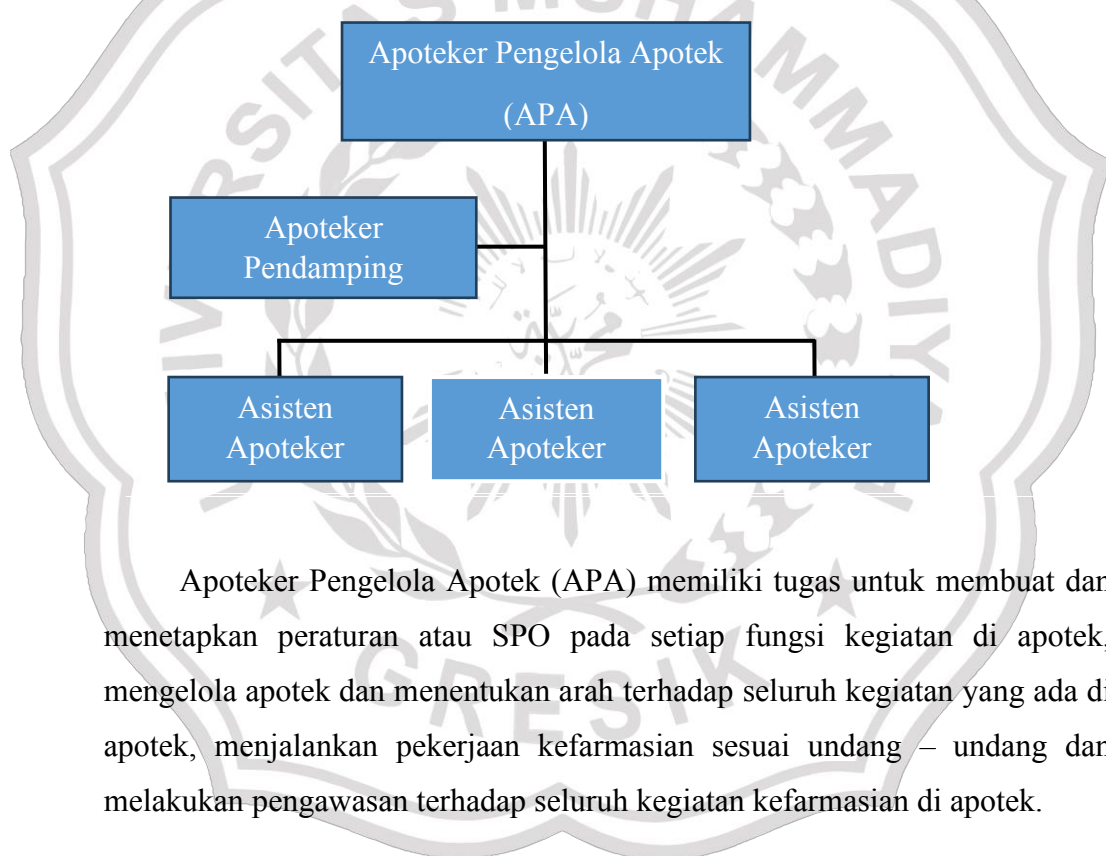 UNIVERSITAS MUHAMMADIYAH
Apoteker Pengelola Apotek
(APA)
Apoteker
Pendamping
Asisten
Apoteker
Asisten
Apoteker
Asisten
Apoteker
Apoteker Pengelola Apotek (APA) memiliki tugas untuk membuat dan
menetapkan peraturan atau SPO pada setiap fungsi kegiatan di apotek,
mengelola apotek dan menentukan arah terhadap seluruh kegiatan yang ada di
apotek, menjalankan pekerjaan kefarmasian sesuai undang – undang dan
melakukan pengawasan terhadap seluruh kegiatan kefarmasian di apotek.
GRESIK